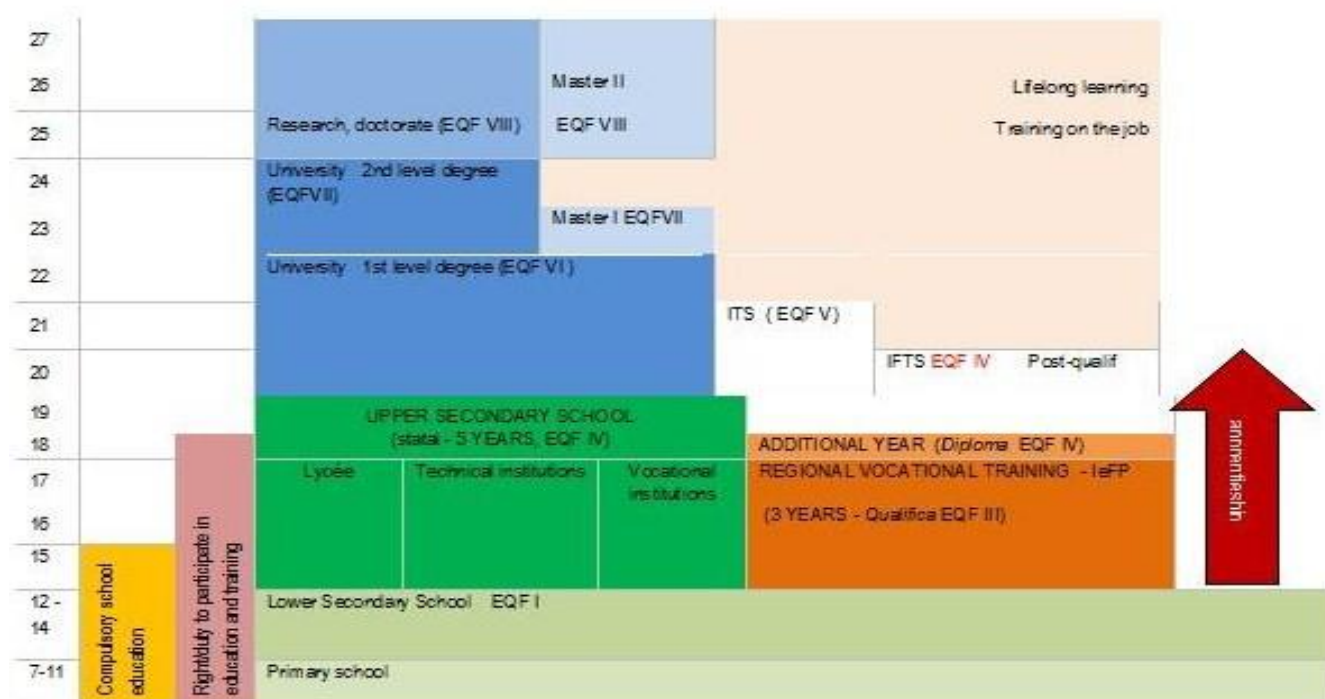 27
26
Master II
Lifelong learning
25
Research, doctorate (EQF VIII)
EQF VIII
Training on the job
24
University 2nd level degree
(EQFVII)
23
Master I EQFVII
22
University 1st level degree (EQF VI)
21
ITS (EQF V)
20
IFTS EQF IV Post-qualif
19
UPPER SECONDARY SCHOOL
(statal - 5 YEARS, EQF IV)
18
ADDITIONAL YEAR (Diploma EQF IV)
17
Lycée
Technical institutions
Vocational
institutions
REGIONAL VOCATIONAL TRAINING - IeFP
16
(3 YEARS - Qualifica EQF III)
15
12 -
14
Lower Secondary School EQF I
7-11
Primary school
Compulsory school
education
Right/duty to participate in
education and training